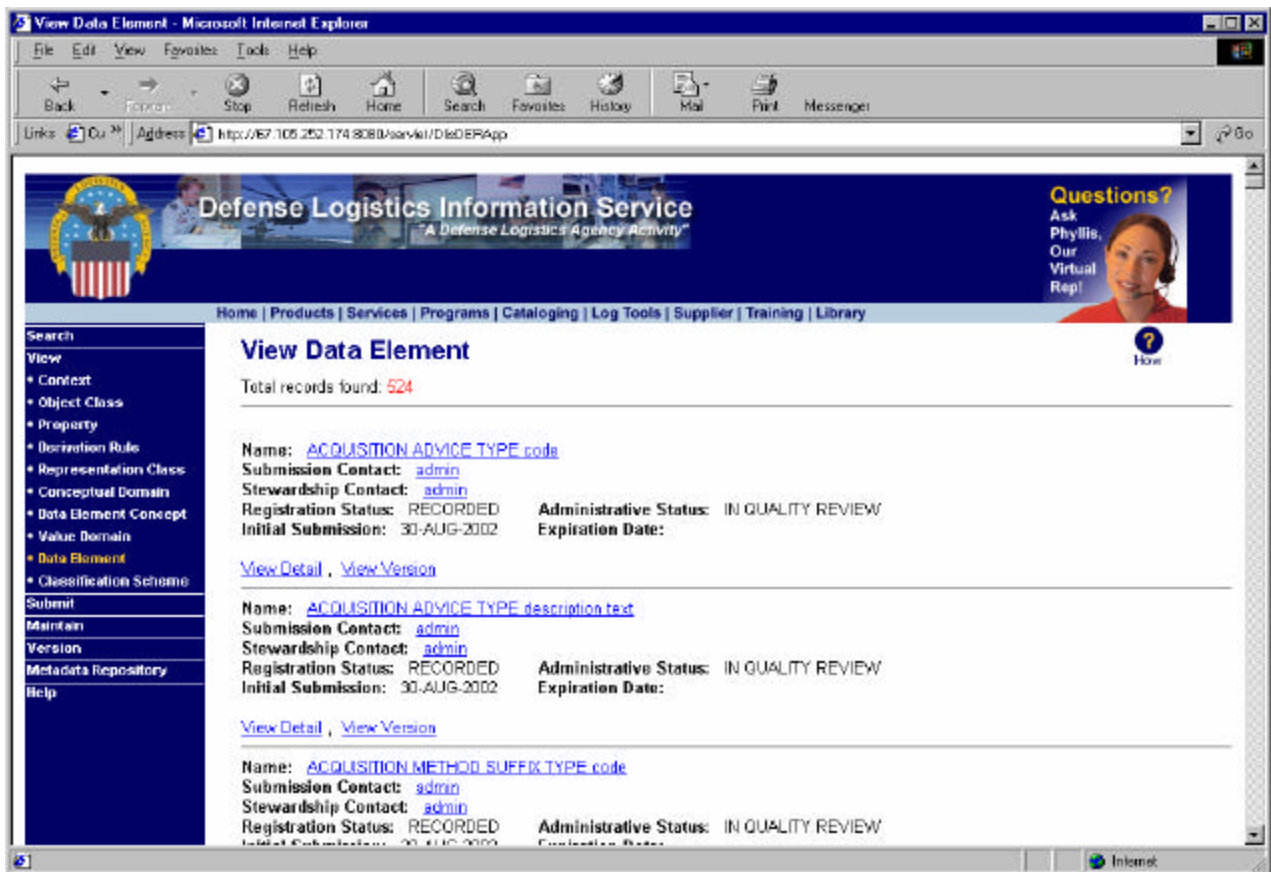 View Data Element - Microsoft Internet Explorer
File Edit View Favorites Tools Help
Back Forward Stop Refresh Home Search Favorites History Mail Print Messenger
Links Cu » Address http://67.105.252.174:8080/servlet/DlisDERApp Go
Defense Logistics Information Service
"A Defense Logistics Agency Activity"
Questions?
Ask
Phyllis,
Our
Virtual
Rep!
Home | Products | Services | Programs | Cataloging | Log Tools | Supplier | Training | Library
Search
View
• Context
• Object Class
• Property
• Derivation Rule
• Representation Class
• Conceptual Domain
• Data Element Concept
• Value Domain
• Data Element
• Classification Scheme
Submit
Maintain
Version
Metadata Repository
Help
View Data Element
?
How
Total records found: 524
Name: ACQUISITION ADVICE TYPE code
Submission Contact: admin
Stewardship Contact: admin
Registration Status: RECORDED Administrative Status: IN QUALITY REVIEW
Initial Submission: 30-AUG-2002 Expiration Date:
View Detail , View Version
Name: ACQUISITION ADVICE TYPE description text
Submission Contact: admin
Stewardship Contact: admin
Registration Status: RECORDED Administrative Status: IN QUALITY REVIEW
Initial Submission: 30-AUG-2002 Expiration Date:
View Detail , View Version
Name: ACQUISITION METHOD SUFFIX TYPE code
Submission Contact: admin
Stewardship Contact: admin
Registration Status: RECORDED Administrative Status: IN QUALITY REVIEW
Internet